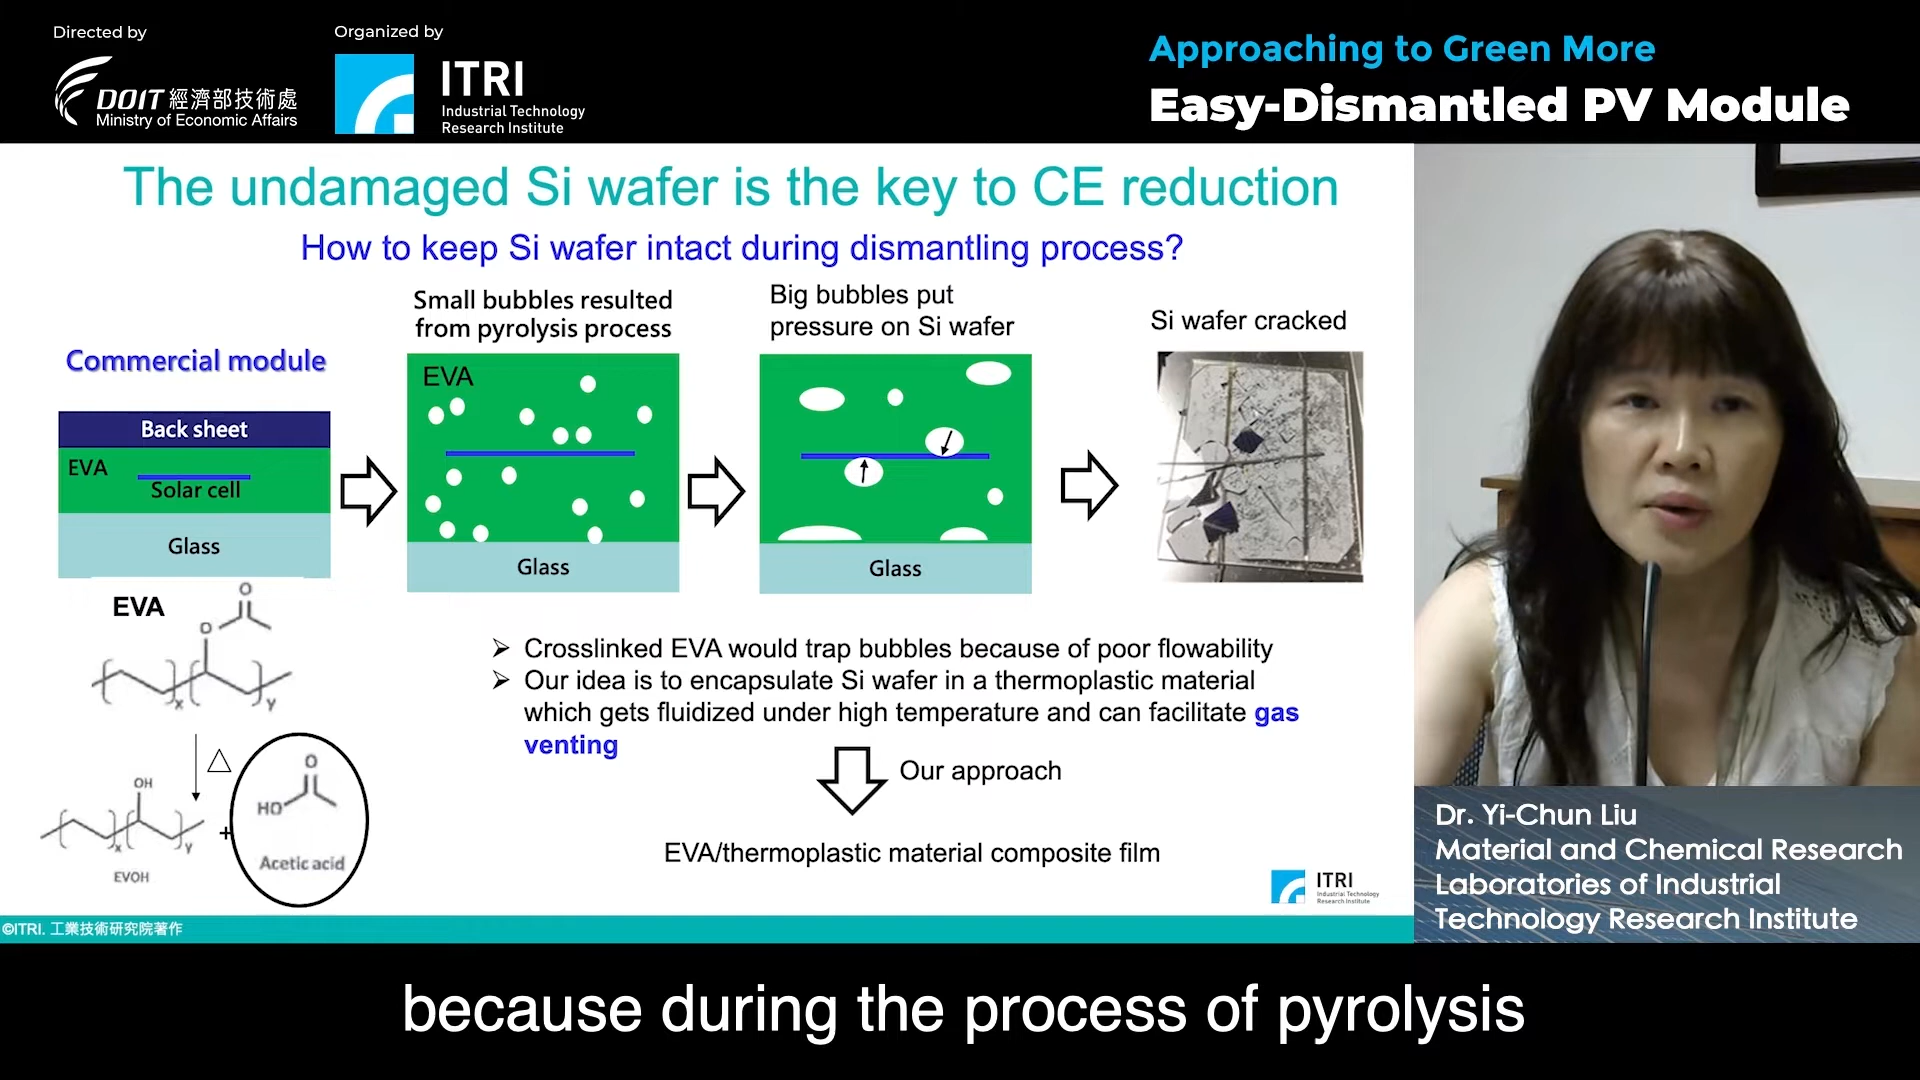 Directed by
DOIT 經濟部技術處
Ministry of Economic Affairs
Organized by
ITRI
Industrial Technology
Research Institute
Approaching to Green More
Easy-Dismantled PV Module
The undamaged Si wafer is the key to CE reduction
How to keep Si wafer intact during dismantling process?
Commercial module
Back sheet
EVA
Solar cell
Glass
Small bubbles resulted
from pyrolysis process
EVA
Glass
Big bubbles put
pressure on Si wafer
Glass
Si wafer cracked
EVA
O
O
x
y
△
OH
x
y
EVOH
+
O
HO
Acetic acid
➢ Crosslinked EVA would trap bubbles because of poor flowability
➢ Our idea is to encapsulate Si wafer in a thermoplastic material
which gets fluidized under high temperature and can facilitate gas
venting
Our approach
EVA/thermoplastic material composite film
ITRI
Industrial Technology
Research Institute
©ITRI. 工業技術研究院著作
Dr. Yi-Chun Liu
Material and Chemical Research
Laboratories of Industrial
Technology Research Institute
because during the process of pyrolysis